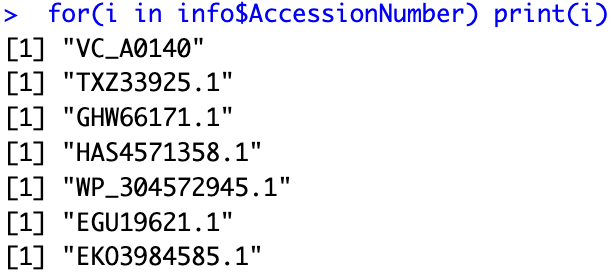 > for(i in info$AccessionNumber) print(i)
[1] "VC_A0140"
[1] "TXZ33925.1"
[1] "GHW66171.1"
[1] "HAS4571358.1"
[1] "WP_304572945.1"
[1] "EGU19621.1"
[1] "EKO3984585.1"